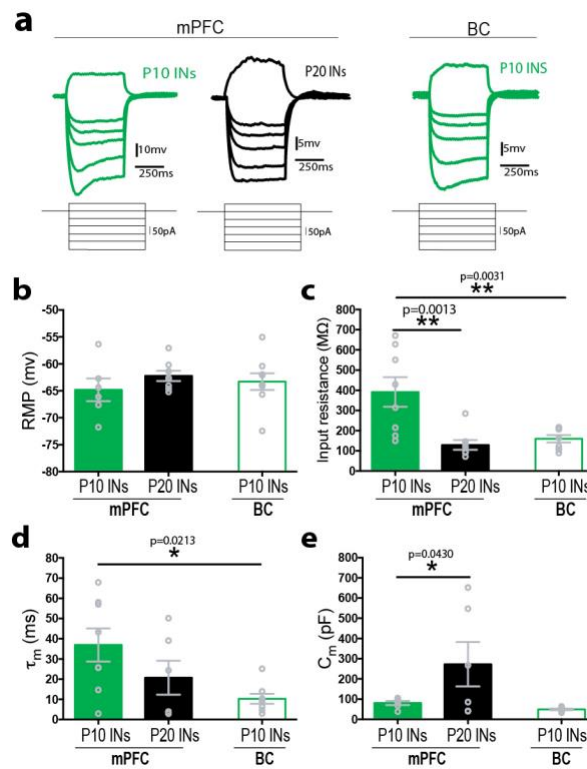 a
mPFC
BC
P10 INs
P20 INs
P10 INS
10mv
250ms
5mv
250ms
5mv
250ms
50pA
50pA
50pA
b
RMP (mv)
-50
-55
-60
-65
-70
-75
-80
P10 INs P20 INs P10 INs
mPFC BC
c
Input resistance (MΩ)
p=0.0031
**
p=0.0013
**
800
700
600
500
400
300
200
100
0
P10 INs P20 INs P10 INs
mPFC BC
d
τm (ms)
p=0.0213
*
80
70
60
50
40
30
20
10
0
P10 INs P20 INs P10 INs
mPFC BC
e
Cm (pF)
p=0.0430
*
800
700
600
500
400
300
200
100
0
P10 INs P20 INs P10 INs
mPFC BC